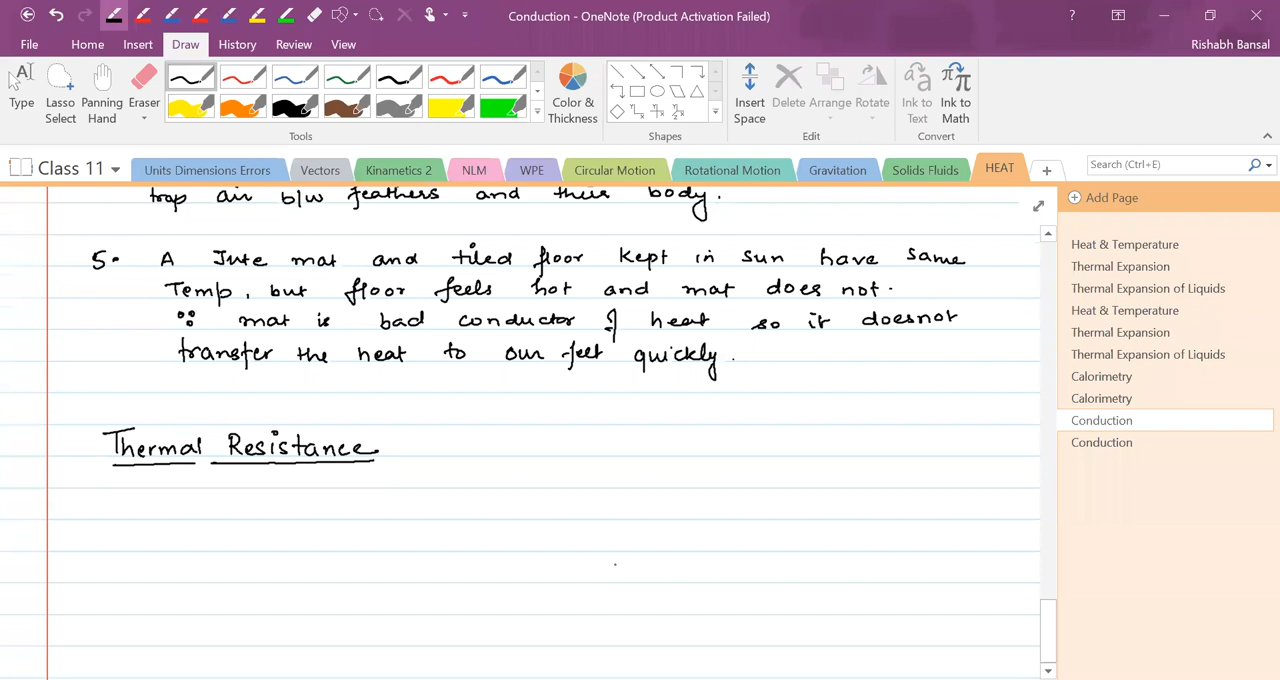 Conduction - OneNote (Product Activation Failed)
?
File Home Insert Draw History Review View
Rishabh Bansal
Type
Lasso Select
Panning Hand
Eraser
Color & Thickness
Insert Space
Delete
Arrange
Rotate
Ink to Text
Ink to Math
Tools
Shapes
Edit
Convert
Class 11
Units Dimensions Errors
Vectors
Kinametics 2
NLM
WPE
Circular Motion
Rotational Motion
Gravitation
Solids Fluids
HEAT
Search (Ctrl+E)
Add Page
Heat & Temperature
Thermal Expansion
Thermal Expansion of Liquids
Heat & Temperature
Thermal Expansion
Thermal Expansion of Liquids
Calorimetry
Calorimetry
Conduction
Conduction
trap air b/w feathers and their body.
5. A Jute mat and tiled floor kept in sun have same
Temp, but floor feels hot and mat does not.
∵ mat is bad conductor of heat so it doesnot
transfer the heat to our feet quickly.
Thermal Resistance